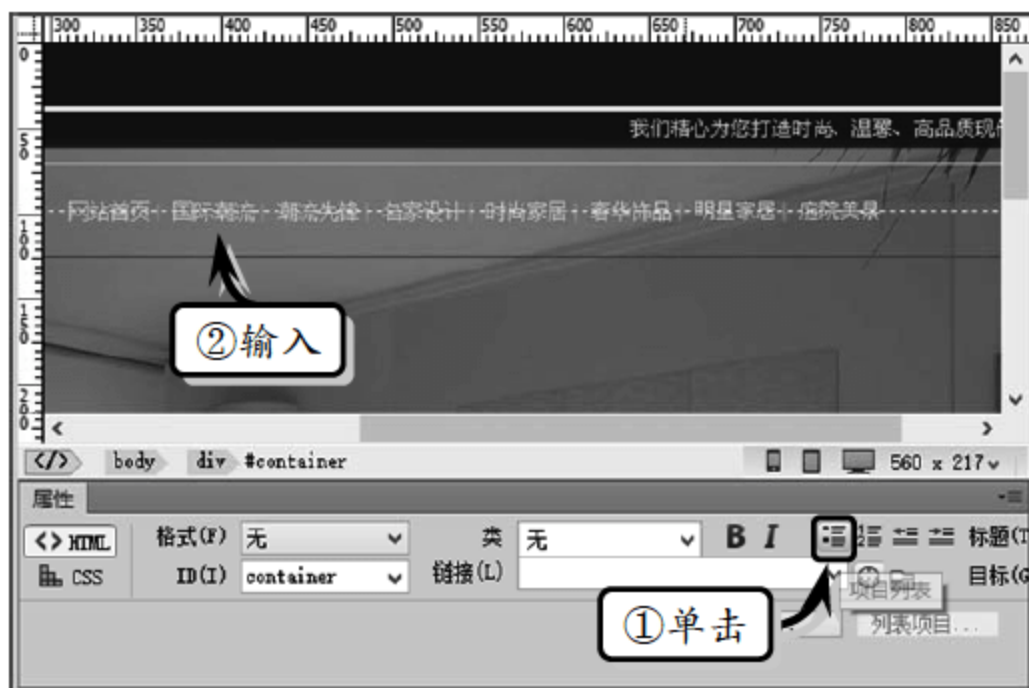 300 350 400 450 500 550 600 650 700 750 800 850
0
50
100
150
200
我们精心为您打造时尚、温馨、高品质现
网站首页 国际潮流 潮流先锋 名家设计 时尚家居 奢华饰品 明星家居 庭院美景
②输入
</> body div #container 560 x 217
属性
<> HTML 格式(F) 无 类 无 B I 标题(T
CSS ID(I) container 链接(L) 目标(G
项目列表
①单击 列表项目...